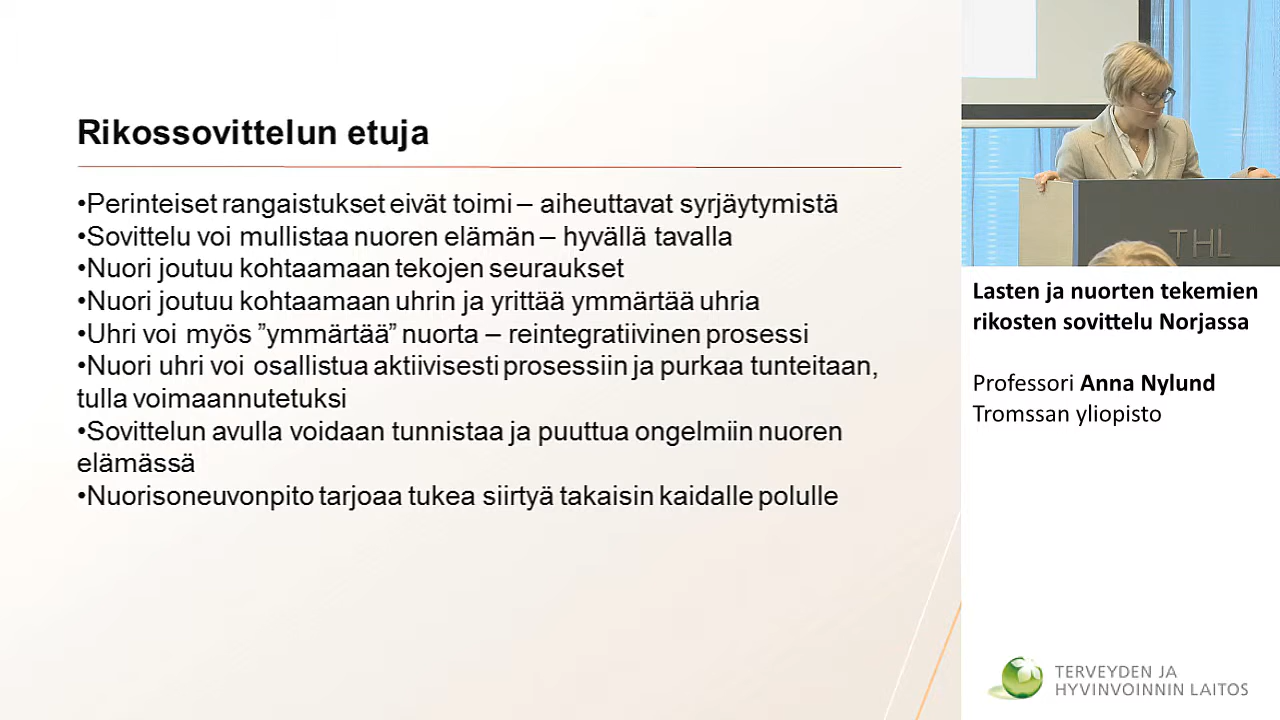 Rikossovittelun etuja
•Perinteiset rangaistukset eivät toimi – aiheuttavat syrjäytymistä
•Sovittelu voi mullistaa nuoren elämän – hyvällä tavalla
•Nuori joutuu kohtaamaan tekojen seuraukset
•Nuori joutuu kohtaamaan uhrin ja yrittää ymmärtää uhria
•Uhri voi myös ”ymmärtää” nuorta – reintegratiivinen prosessi
•Nuori uhri voi osallistua aktiivisesti prosessiin ja purkaa tunteitaan,
tulla voimaannutetuksi
•Sovittelun avulla voidaan tunnistaa ja puuttua ongelmiin nuoren
elämässä
•Nuorisoneuvonpito tarjoaa tukea siirtyä takaisin kaidalle polulle
THL
Lasten ja nuorten tekemien
rikosten sovittelu Norjassa
Professori Anna Nylund
Tromssan yliopisto
TERVEYDEN JA
HYVINVOINNIN LAITOS